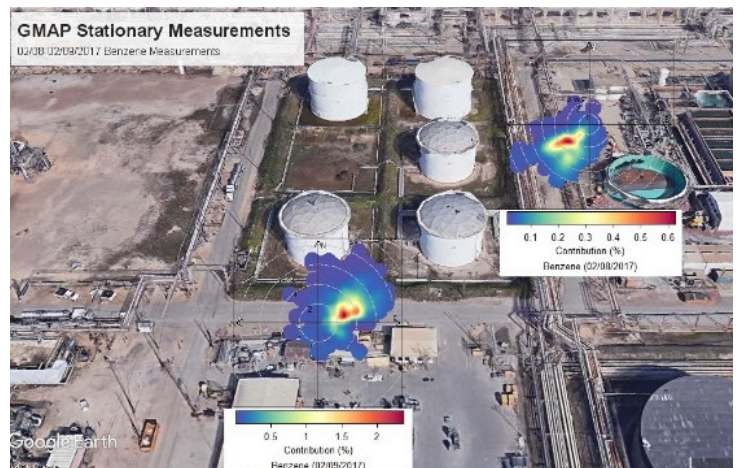 GMAP Stationary Measurements
02/08-02/09/2017 Benzene Measurements
0.1 0.2 0.3 0.4 0.5 0.6
Contribution (%)
Benzene (02/08/2017)
0.5 1 1.5 2
Contribution (%)
Benzene (02/09/2017)
Google Earth